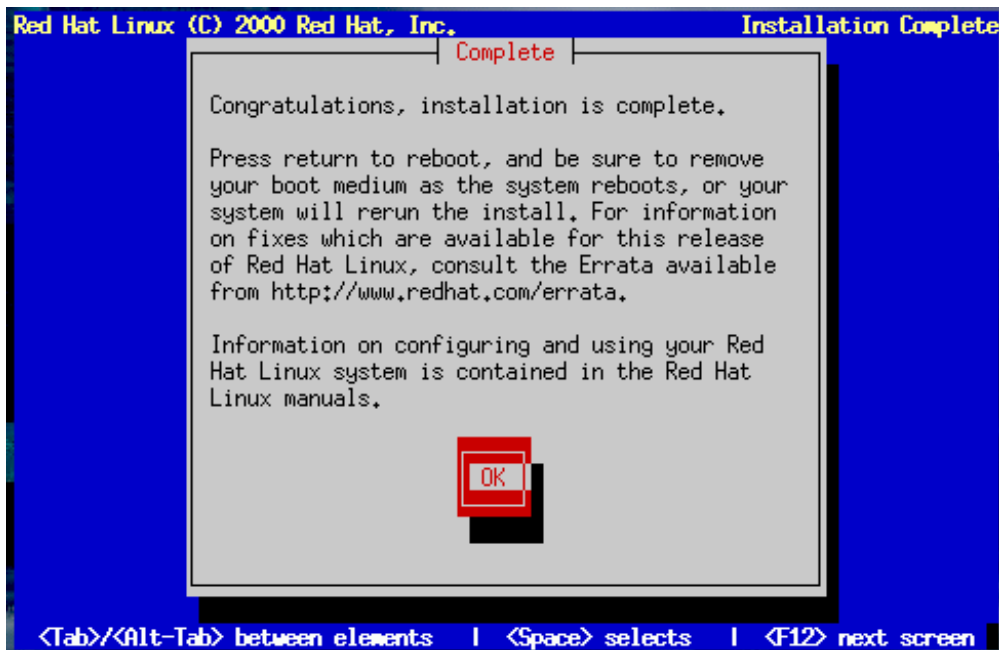 Red Hat Linux (C) 2000 Red Hat, Inc. Installation Complete
Complete
Congratulations, installation is complete.
Press return to reboot, and be sure to remove
your boot medium as the system reboots, or your
system will rerun the install. For information
on fixes which are available for this release
of Red Hat Linux, consult the Errata available
from http://www.redhat.com/errata.
Information on configuring and using your Red
Hat Linux system is contained in the Red Hat
Linux manuals.
OK
<Tab>/<Alt-Tab> between elements | <Space> selects | <F12> next screen